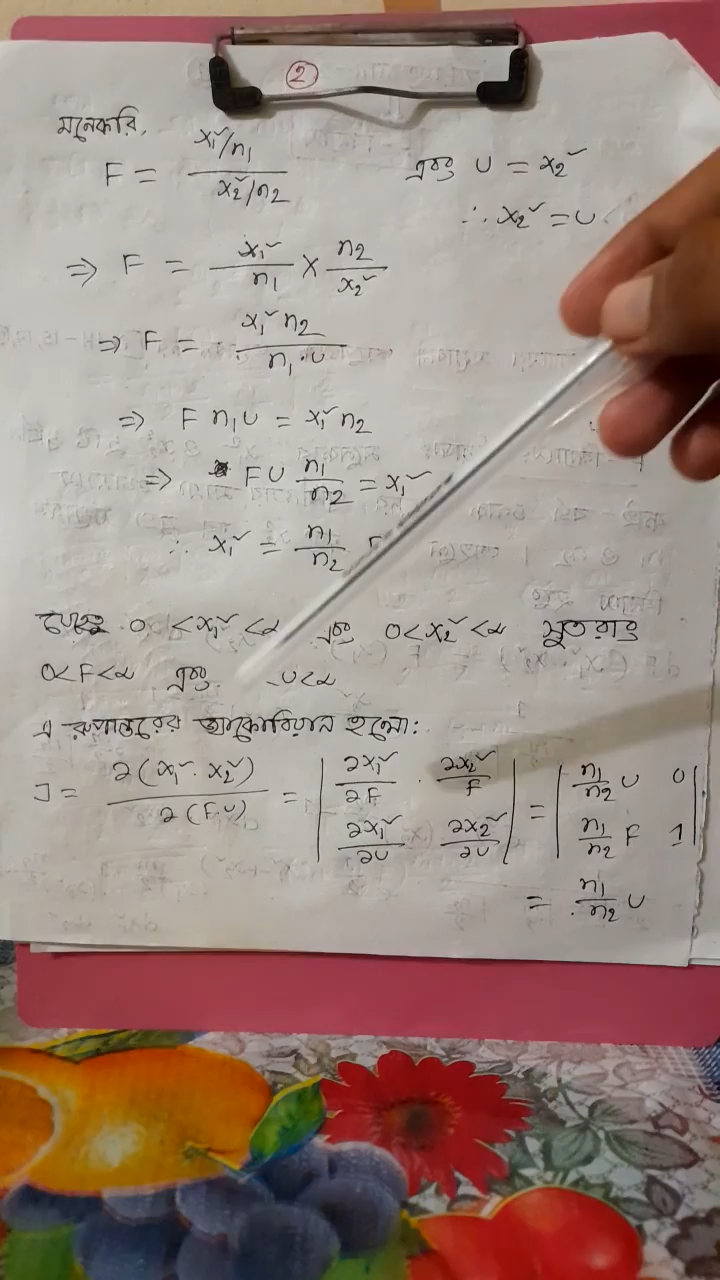 2
মনেকরি,
F = (x₁²/n₁)/(x₂²/n₂) এবং U = x₂²
∴ x₂² = U
⇒ F = x₁²/n₁ × n₂/x₂²
⇒ F = x₁² n₂/(n₁·U)
⇒ F n₁U = x₁² n₂
⇒ FU n₁/n₂ = x₁²
∴ x₁² = n₁/n₂ F
যেহেতু 0 < x₁² < α এবং 0 < x₂² < α সুতরাং
0 < F < α এবং U < α
এ রুপান্তরের জ্যাকোবিয়ান হলো:
J = ∂(x₁². x₂²)/∂(F.U) = | ∂x₁²/∂F . ∂x₂²/F ; ∂x₁²/∂U ∂x₂²/∂U | = | n₁/n₂ U 0 ; n₁/n₂ F 1 |
= n₁/n₂ U